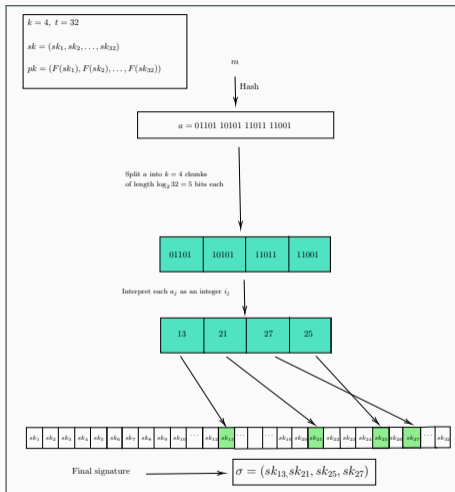 k = 4, t = 32
sk = (sk₁, sk₂, . . . , sk₃₂)
pk = (F(sk₁), F(sk₂), . . . , F(sk₃₂))
m
Hash
a = 01101 10101 11011 11001
Split a into k = 4 chunks
of length log₂ 32 = 5 bits each
01101 10101 11011 11001
Interpret each aⱼ as an integer iⱼ
13 21 27 25
sk₁ sk₂ sk₃ sk₄ sk₅ sk₆ sk₇ sk₈ sk₉ sk₁₀ ... sk₁₂ sk₁₃ ... ... sk₁₉ sk₂₀ sk₂₁ sk₂₂ sk₂₃ sk₂₄ sk₂₅ sk₂₆ sk₂₇ ... sk₃₂
Final signature
σ = (sk₁₃,sk₂₁, sk₂₅, sk₂₇)